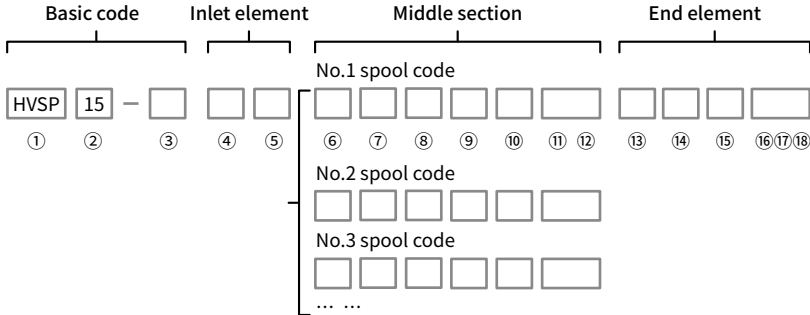 Basic code Inlet element Middle section End element
No.1 spool code
HVSP 15 –
① ② ③ ④ ⑤ ⑥ ⑦ ⑧ ⑨ ⑩ ⑪ ⑫ ⑬ ⑭ ⑮ ⑯⑰⑱
No.2 spool code
No.3 spool code
… …